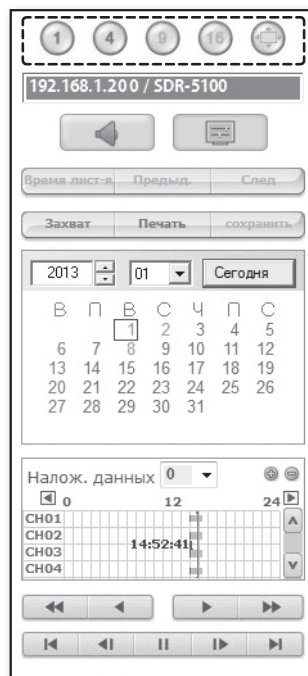 1 4 9 16
192.168.1.200 / SDR-5100
Время лист-я Предыд. След
Захват Печать сохранить
2013 01 Сегодня
В П В С Ч П С
1 2 3 4 5
6 7 8 9 10 11 12
13 14 15 16 17 18 19
20 21 22 23 24 25 26
27 28 29 30 31
Налож. данных 0
0 12 24
CH01
CH02
14:52:41
CH03
CH04